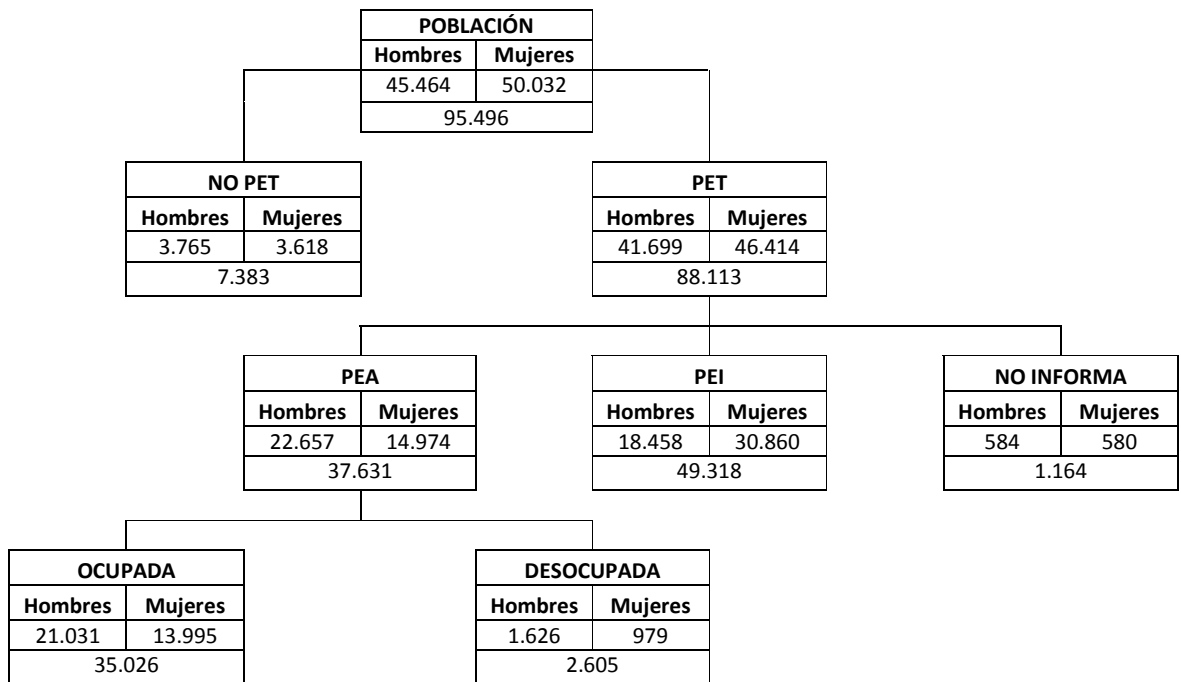 POBLACIÓN
Hombres Mujeres
45.464 50.032
95.496
NO PET
Hombres Mujeres
3.765 3.618
7.383
PET
Hombres Mujeres
41.699 46.414
88.113
PEA
Hombres Mujeres
22.657 14.974
37.631
PEI
Hombres Mujeres
18.458 30.860
49.318
NO INFORMA
Hombres Mujeres
584 580
1.164
OCUPADA
Hombres Mujeres
21.031 13.995
35.026
DESOCUPADA
Hombres Mujeres
1.626 979
2.605